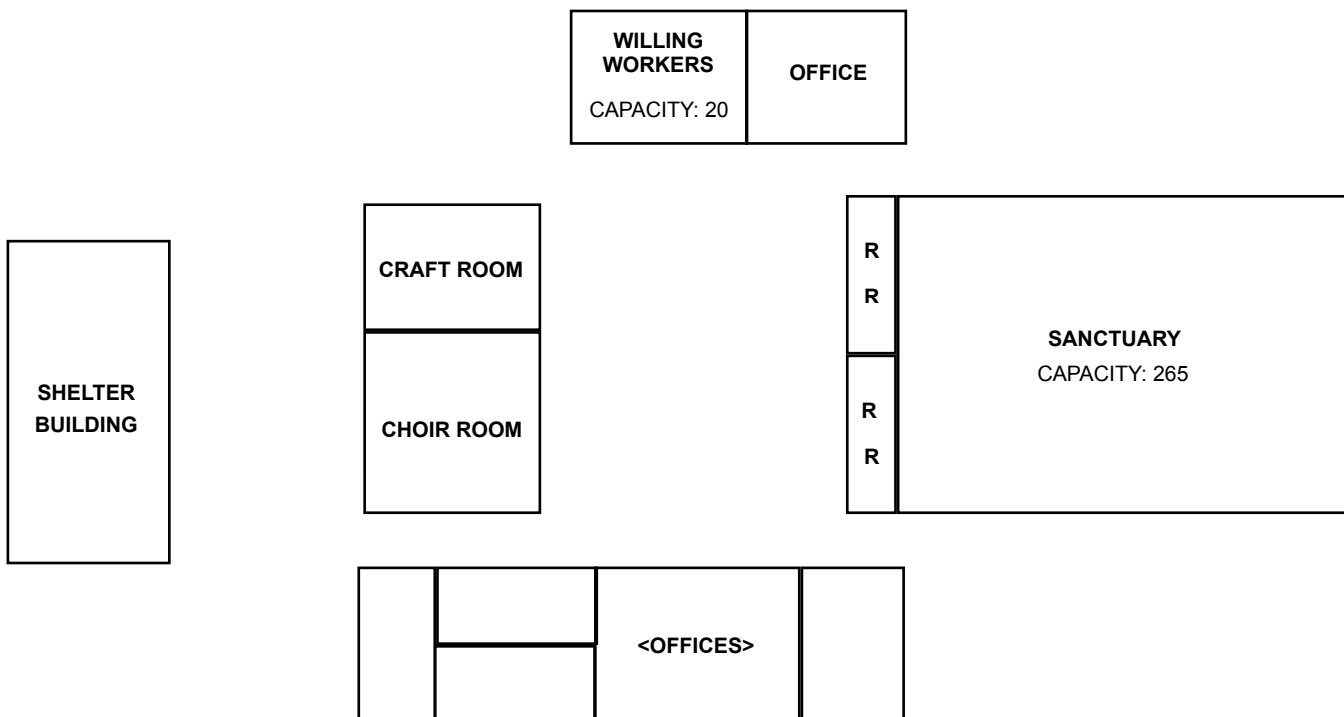 WILLING
WORKERS
CAPACITY: 20
OFFICE
CRAFT ROOM
CHOIR ROOM
SHELTER
BUILDING
R
R
R
R
SANCTUARY
CAPACITY: 265
<OFFICES>